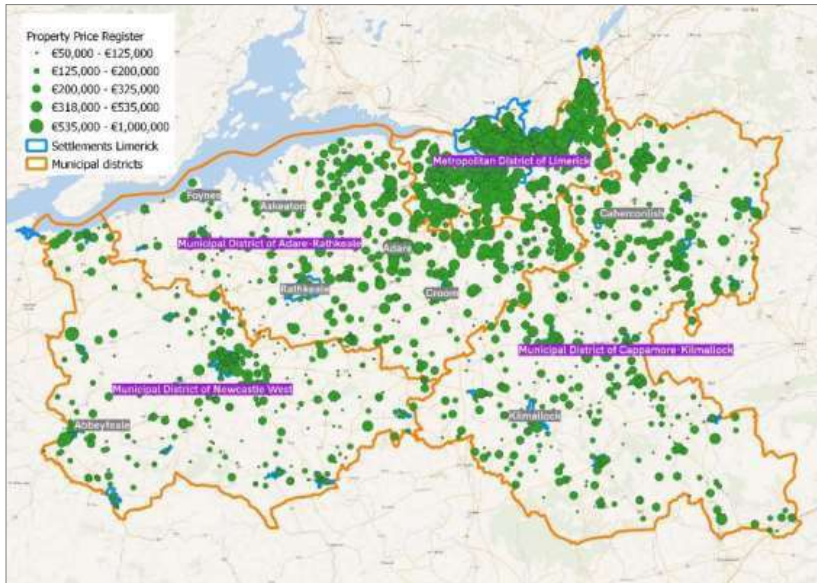 Property Price Register
€50,000 - €125,000
€125,000 - €200,000
€200,000 - €325,000
€318,000 - €535,000
€535,000 - €1,000,000
Settlements Limerick
Municipal districts
Metropolitan District of Limerick
Foynes
Askeaton
Caherconlish
Municipal District of Adare-Rathkeale
Adare
Rathkeale
Croom
Municipal District of Cappamore-Kilmallock
Municipal District of Newcastle West
Abbeyfeale
Kilmallock